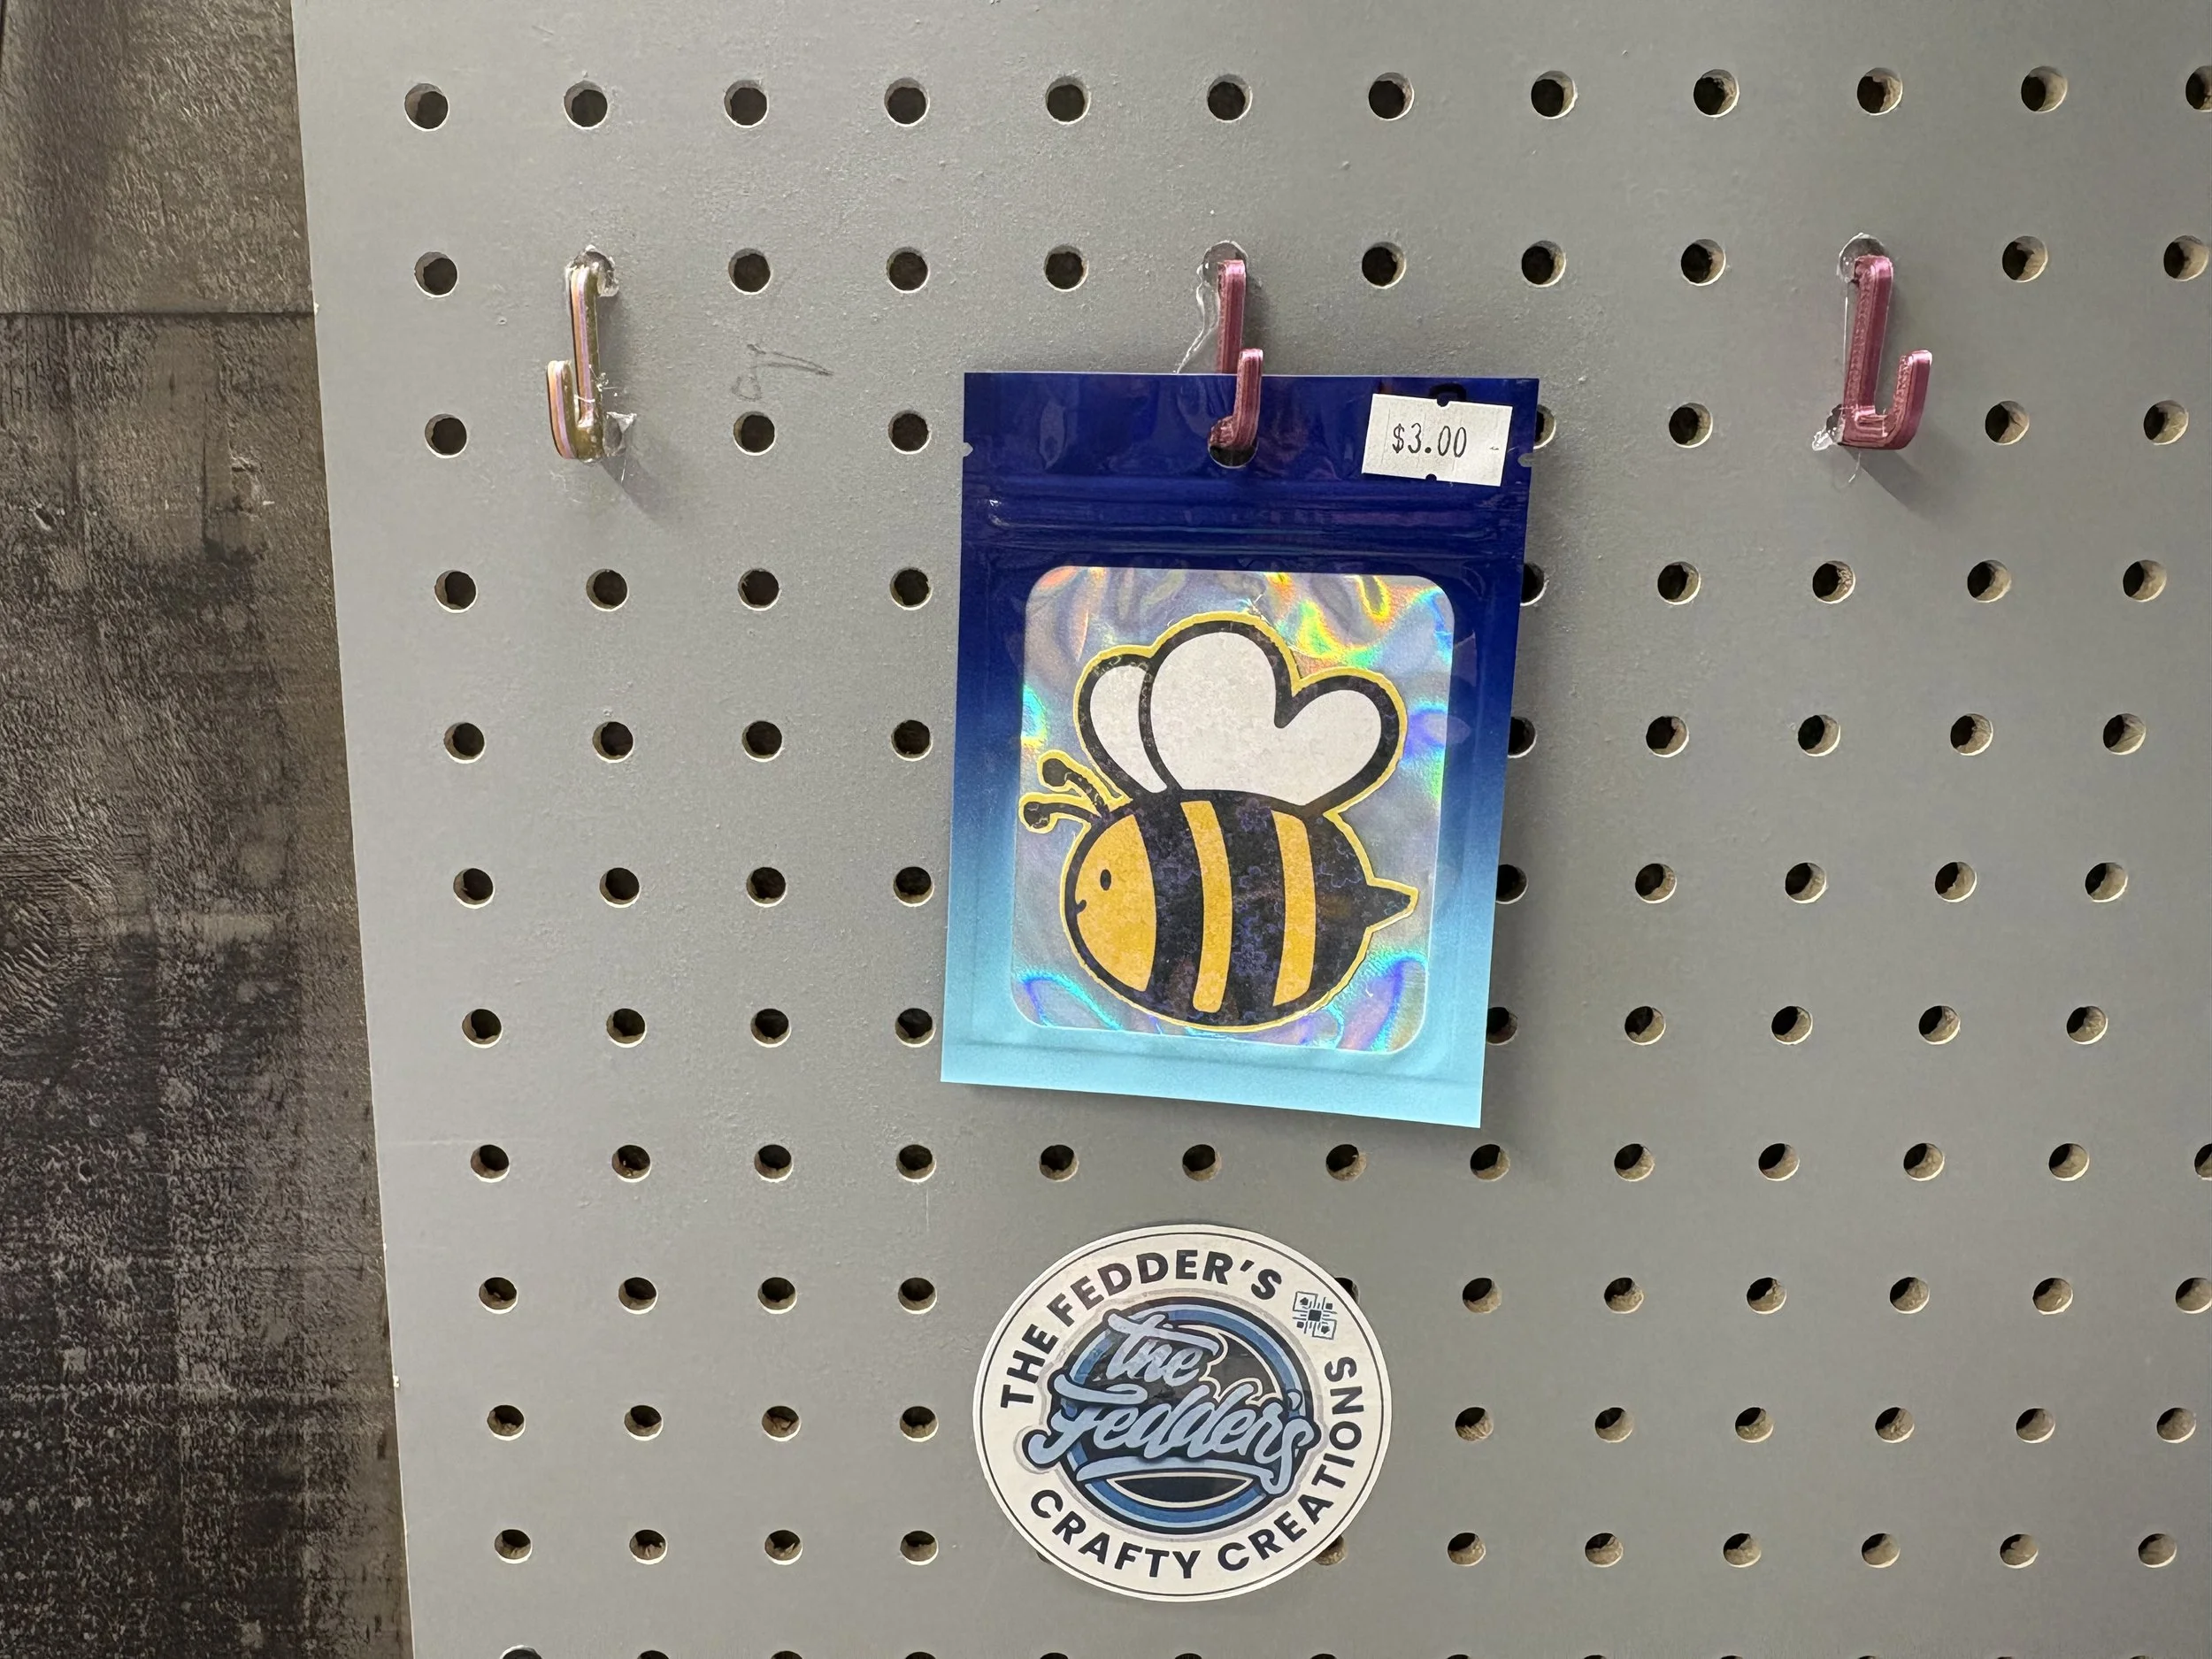 $3.00
THE FEDDER'S
the
Fedder's
CRAFTY CREATIONS